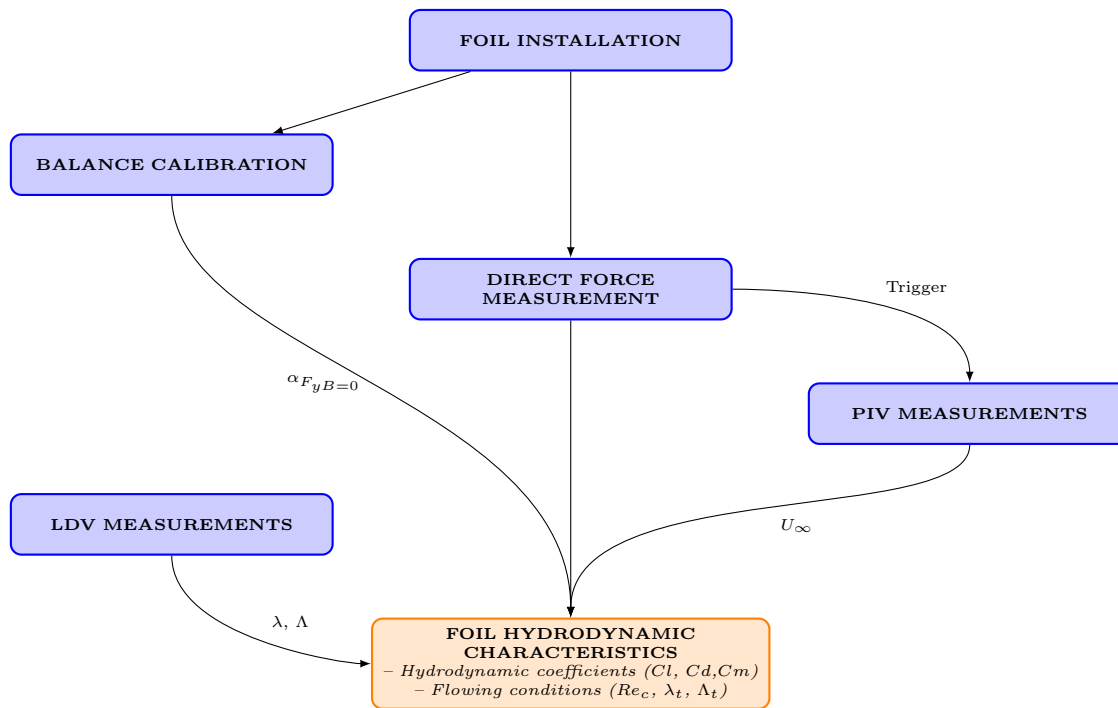 FOIL INSTALLATION
BALANCE CALIBRATION
DIRECT FORCE
MEASUREMENT
Trigger
α_{F_{yB=0}}
PIV MEASUREMENTS
LDV MEASUREMENTS
U_∞
λ, Λ
FOIL HYDRODYNAMIC
CHARACTERISTICS
– Hydrodynamic coefficients (Cl, Cd,Cm)
– Flowing conditions (Re_c, λ_t, Λ_t)